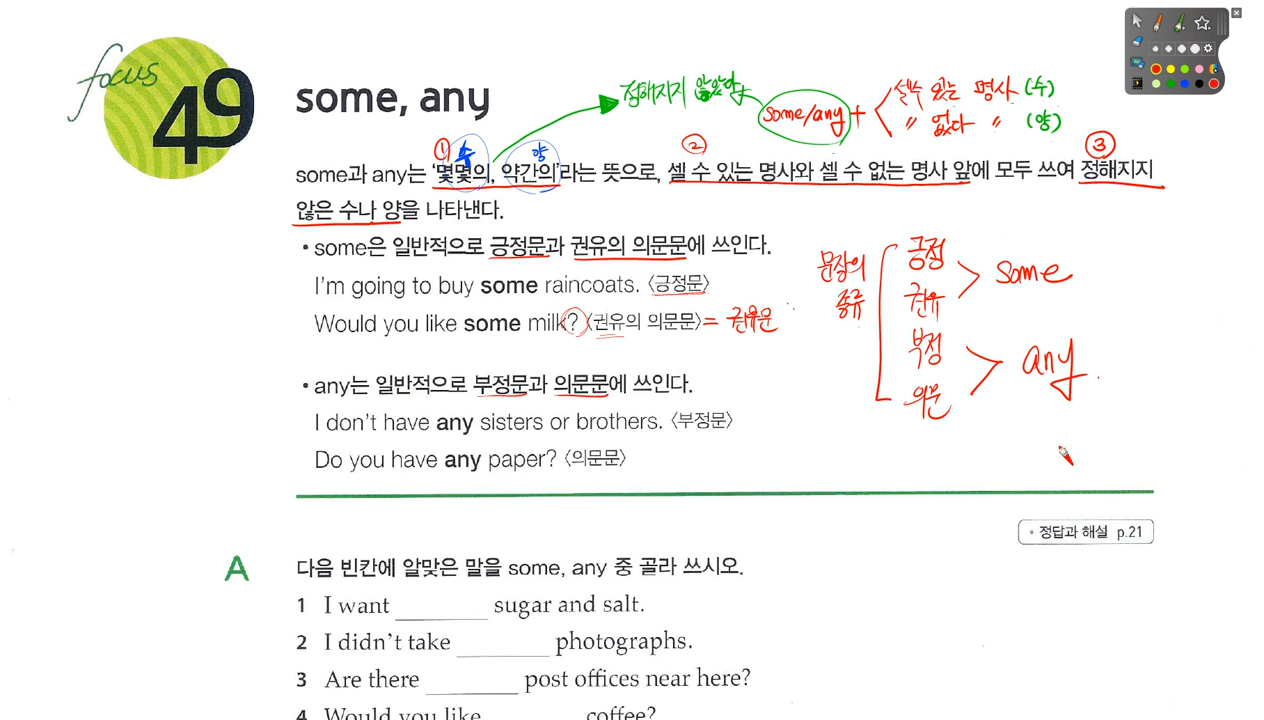 focus
49
some, any
정해지지 않았다
some/any + 셀수 있는 명사 (수)
〃 없다 〃 (양)
① 수 양 ② ③
some과 any는 '몇몇의, 약간의'라는 뜻으로, 셀 수 있는 명사와 셀 수 없는 명사 앞에 모두 쓰여 정해지지
않은 수나 양을 나타낸다.
• some은 일반적으로 긍정문과 권유의 의문문에 쓰인다.
I'm going to buy some raincoats. 〈긍정문〉
Would you like some milk? 〈권유의 의문문〉 = 권유문
• any는 일반적으로 부정문과 의문문에 쓰인다.
I don't have any sisters or brothers. 〈부정문〉
Do you have any paper? 〈의문문〉
문장의
종류
긍정
권유
some
부정
의문
any
• 정답과 해설 p.21
A 다음 빈칸에 알맞은 말을 some, any 중 골라 쓰시오.
1 I want ________ sugar and salt.
2 I didn't take ________ photographs.
3 Are there ________ post offices near here?
4 Would you like ________ coffee?